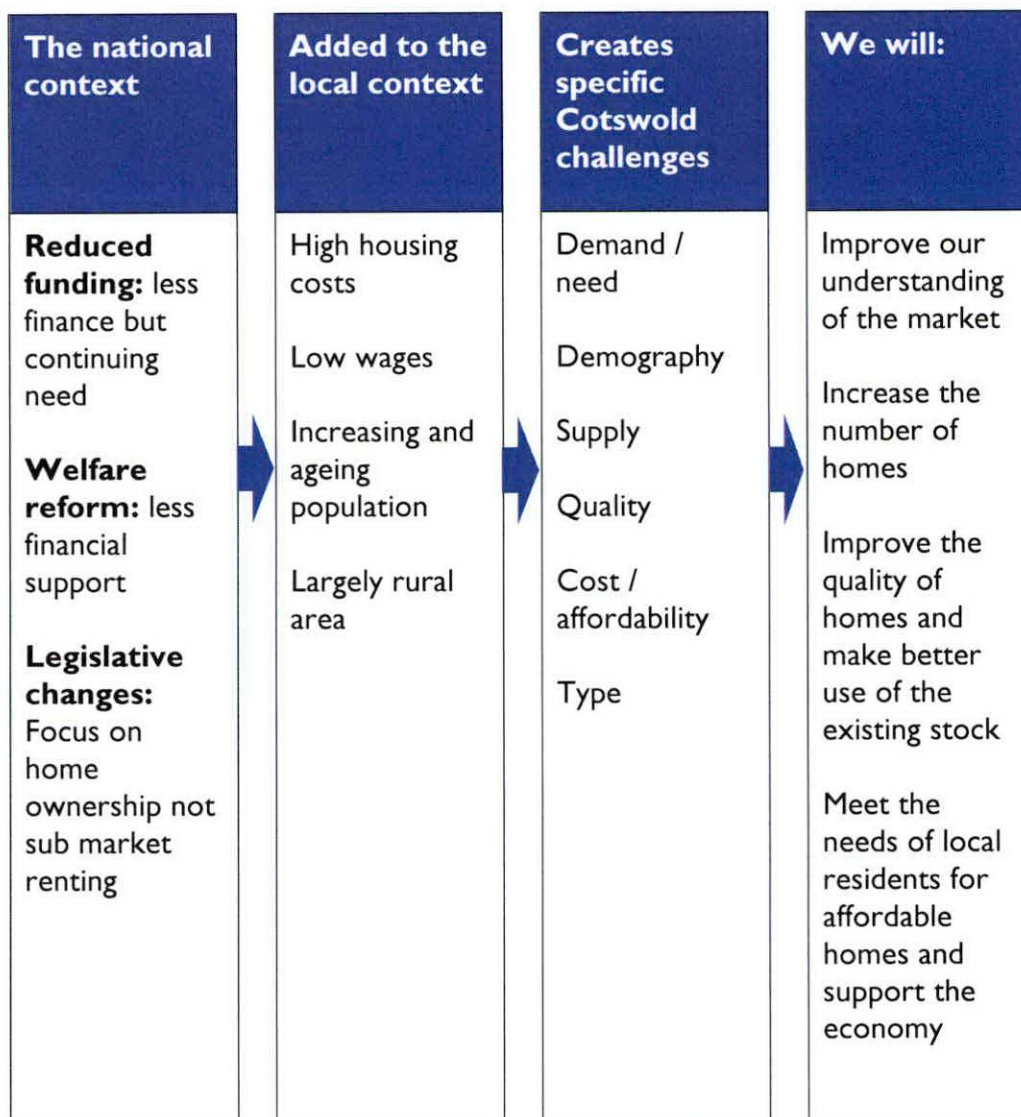 The national
context
Reduced
funding: less
finance but
continuing
need
Welfare
reform: less
financial
support
Legislative
changes:
Focus on
home
ownership not
sub market
renting
Added to the
local context
High housing
costs
Low wages
Increasing and
ageing
population
Largely rural
area
Creates
specific
Cotswold
challenges
Demand /
need
Demography
Supply
Quality
Cost /
affordability
Type
We will:
Improve our
understanding
of the market
Increase the
number of
homes
Improve the
quality of
homes and
make better
use of the
existing stock
Meet the
needs of local
residents for
affordable
homes and
support the
economy